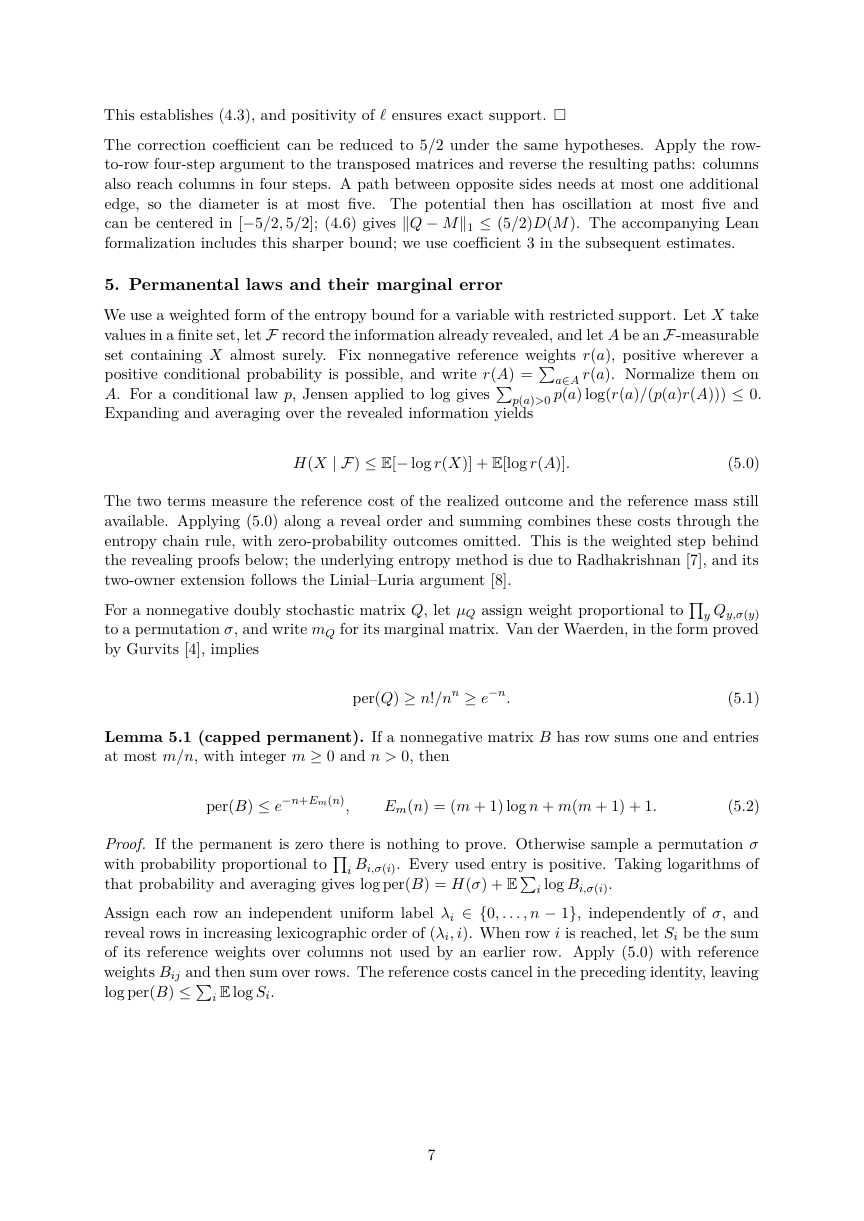 This establishes (4.3), and positivity of ℓ ensures exact support. □
The correction coefficient can be reduced to 5/2 under the same hypotheses. Apply the row-
to-row four-step argument to the transposed matrices and reverse the resulting paths: columns
also reach columns in four steps. A path between opposite sides needs at most one additional
edge, so the diameter is at most five. The potential then has oscillation at most five and
can be centered in [−5/2, 5/2]; (4.6) gives ∥Q − M∥₁ ≤ (5/2)D(M). The accompanying Lean
formalization includes this sharper bound; we use coefficient 3 in the subsequent estimates.
5. Permanental laws and their marginal error
We use a weighted form of the entropy bound for a variable with restricted support. Let X take
values in a finite set, let ℱ record the information already revealed, and let A be an ℱ-measurable
set containing X almost surely. Fix nonnegative reference weights r(a), positive wherever a
positive conditional probability is possible, and write r(A) = ∑_{a∈A} r(a). Normalize them on
A. For a conditional law p, Jensen applied to log gives ∑_{p(a)>0} p(a) log(r(a)/(p(a)r(A))) ≤ 0.
Expanding and averaging over the revealed information yields
H(X | ℱ) ≤ 𝔼[− log r(X)] + 𝔼[log r(A)]. (5.0)
The two terms measure the reference cost of the realized outcome and the reference mass still
available. Applying (5.0) along a reveal order and summing combines these costs through the
entropy chain rule, with zero-probability outcomes omitted. This is the weighted step behind
the revealing proofs below; the underlying entropy method is due to Radhakrishnan [7], and its
two-owner extension follows the Linial–Luria argument [8].
For a nonnegative doubly stochastic matrix Q, let μ_Q assign weight proportional to ∏_y Q_{y,σ(y)}
to a permutation σ, and write m_Q for its marginal matrix. Van der Waerden, in the form proved
by Gurvits [4], implies
per(Q) ≥ n!/nⁿ ≥ e⁻ⁿ. (5.1)
Lemma 5.1 (capped permanent). If a nonnegative matrix B has row sums one and entries
at most m/n, with integer m ≥ 0 and n > 0, then
per(B) ≤ e^{−n+E_m(n)}, E_m(n) = (m + 1) log n + m(m + 1) + 1. (5.2)
Proof. If the permanent is zero there is nothing to prove. Otherwise sample a permutation σ
with probability proportional to ∏_i B_{i,σ(i)}. Every used entry is positive. Taking logarithms of
that probability and averaging gives log per(B) = H(σ) + 𝔼 ∑_i log B_{i,σ(i)}.
Assign each row an independent uniform label λ_i ∈ {0, . . . , n − 1}, independently of σ, and
reveal rows in increasing lexicographic order of (λ_i, i). When row i is reached, let S_i be the sum
of its reference weights over columns not used by an earlier row. Apply (5.0) with reference
weights B_{ij} and then sum over rows. The reference costs cancel in the preceding identity, leaving
log per(B) ≤ ∑_i 𝔼 log S_i.
7